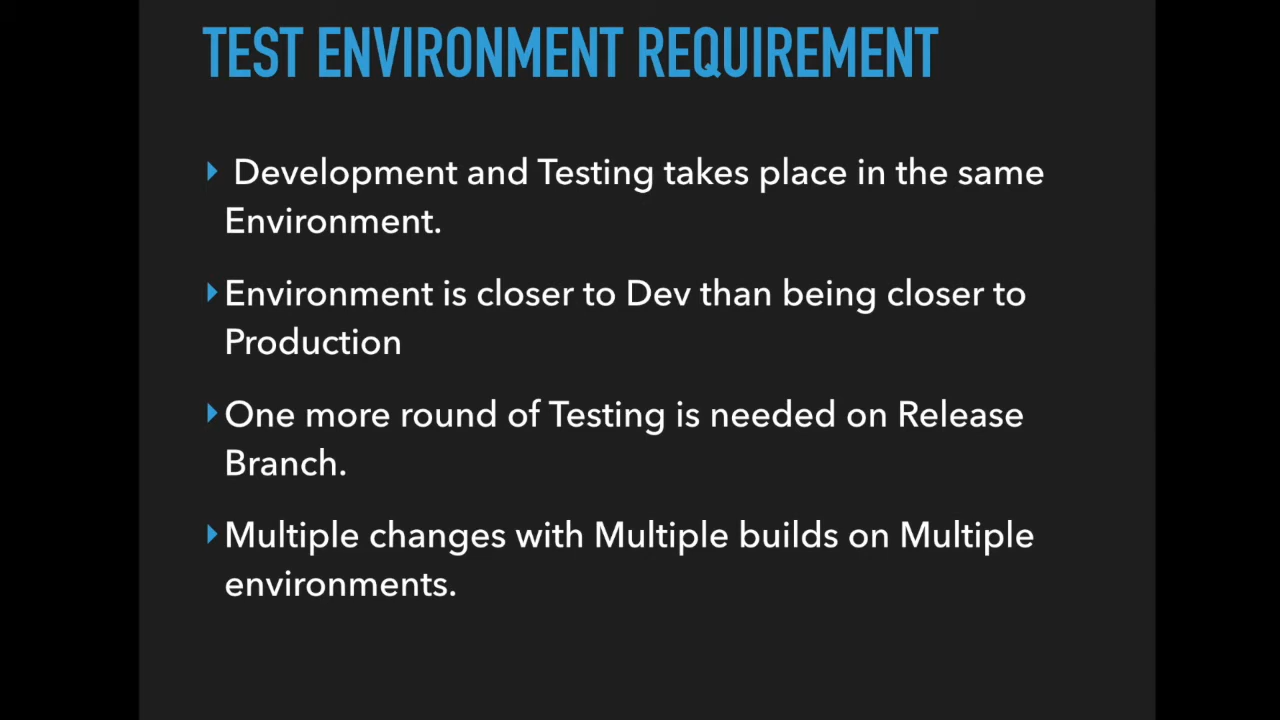 TEST ENVIRONMENT REQUIREMENT
Development and Testing takes place in the same
Environment.
Environment is closer to Dev than being closer to
Production
One more round of Testing is needed on Release
Branch.
Multiple changes with Multiple builds on Multiple
environments.